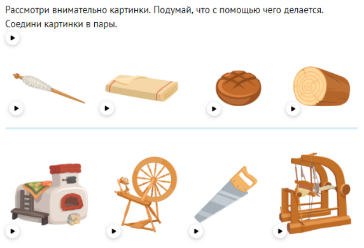 Рассмотри внимательно картинки. Подумай, что с помощью чего делается.
Соедини картинки в пары.